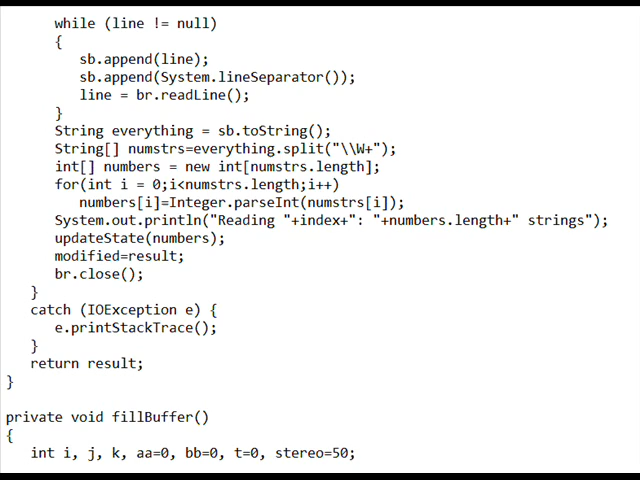 while (line != null)
{
sb.append(line);
sb.append(System.lineSeparator());
line = br.readLine();
}
String everything = sb.toString();
String[] numstrs=everything.split("\\W+");
int[] numbers = new int[numstrs.length];
for(int i = 0;i<numstrs.length;i++)
numbers[i]=Integer.parseInt(numstrs[i]);
System.out.println("Reading "+index+": "+numbers.length+" strings");
updateState(numbers);
modified=result;
br.close();
}
catch (IOException e) {
e.printStackTrace();
}
return result;
}
private void fillBuffer()
{
int i, j, k, aa=0, bb=0, t=0, stereo=50;